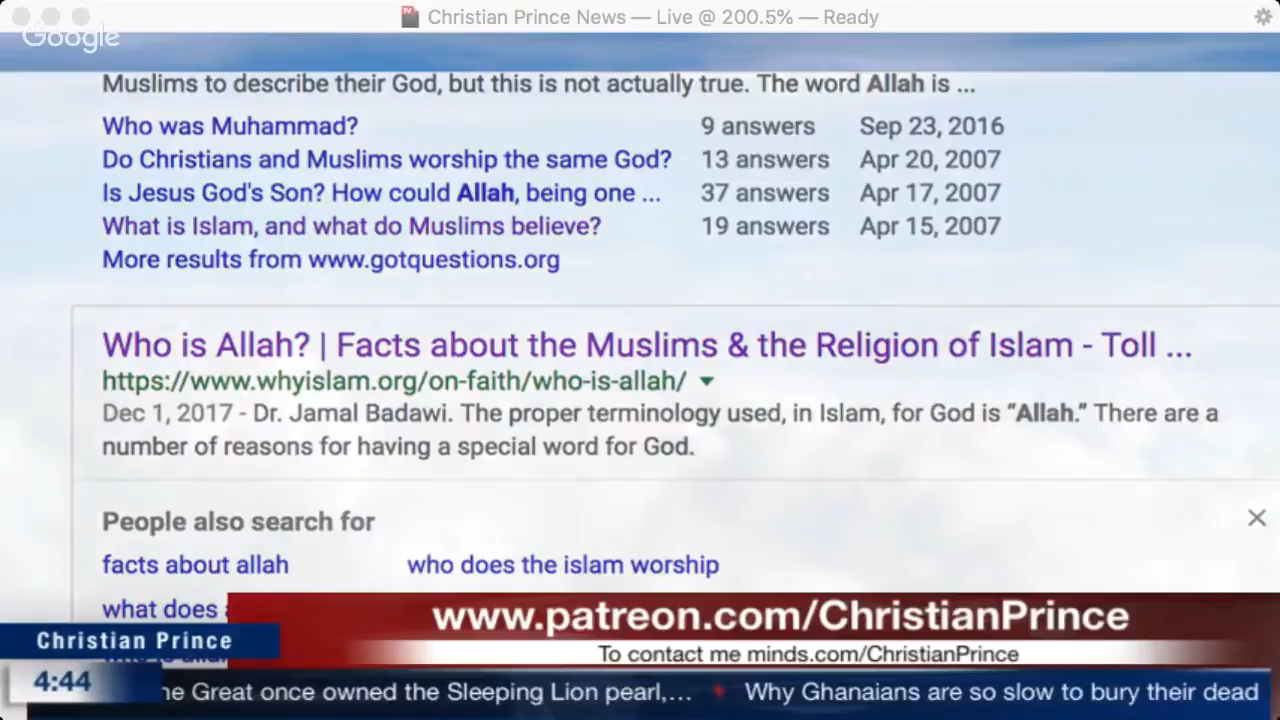 Christian Prince News — Live @ 200.5% — Ready
Google
Muslims to describe their God, but this is not actually true. The word Allah is ...
Who was Muhammad? 9 answers Sep 23, 2016
Do Christians and Muslims worship the same God? 13 answers Apr 20, 2007
Is Jesus God's Son? How could Allah, being one ... 37 answers Apr 17, 2007
What is Islam, and what do Muslims believe? 19 answers Apr 15, 2007
More results from www.gotquestions.org
Who is Allah? | Facts about the Muslims & the Religion of Islam - Toll ...
https://www.whyislam.org/on-faith/who-is-allah/
Dec 1, 2017 - Dr. Jamal Badawi. The proper terminology used, in Islam, for God is “Allah.” There are a
number of reasons for having a special word for God.
People also search for
facts about allah who does the islam worship
what does
www.patreon.com/ChristianPrince
Christian Prince
To contact me minds.com/ChristianPrince
4:44
he Great once owned the Sleeping Lion pearl,... Why Ghanaians are so slow to bury their dead